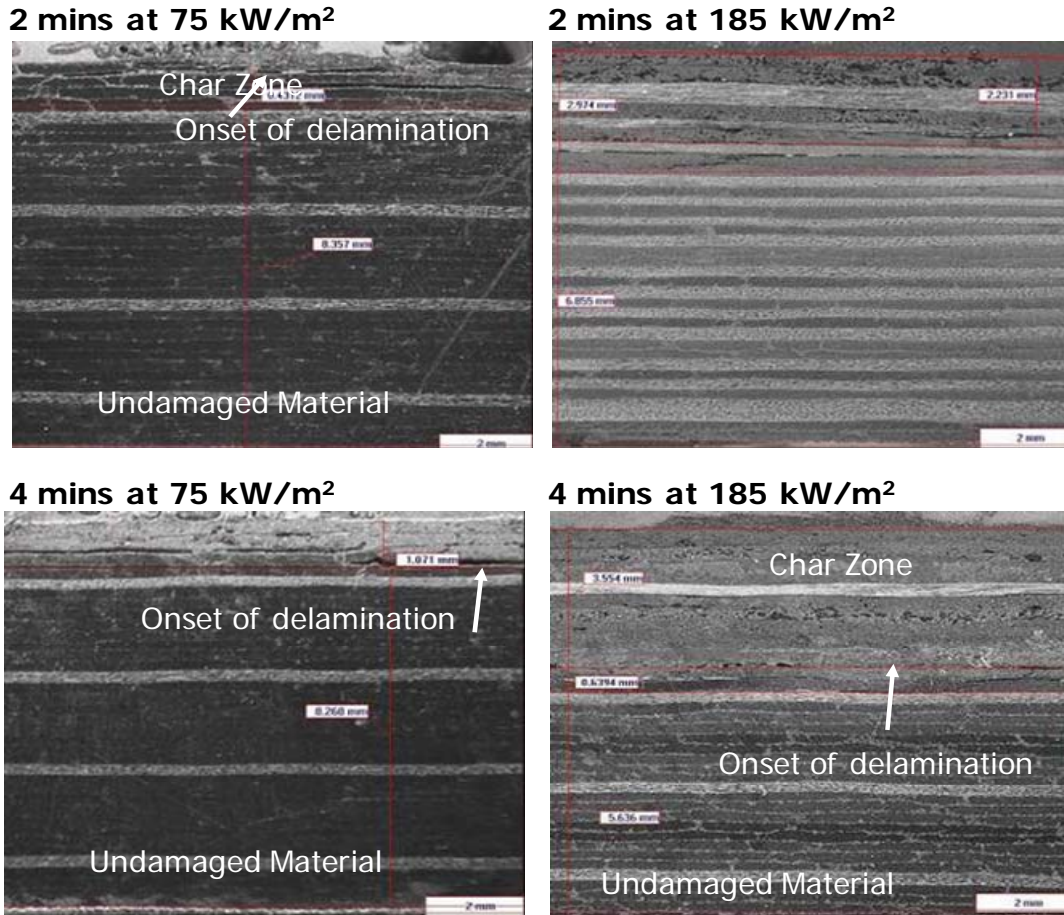 2 mins at 75 kW/m²
Char Zone
Onset of delamination
8.357 mm
Undamaged Material
2 mm
2 mins at 185 kW/m²
2.974 mm
2.231 mm
6.855 mm
2 mm
4 mins at 75 kW/m²
1.071 mm
Onset of delamination
8.260 mm
Undamaged Material
2 mm
4 mins at 185 kW/m²
Char Zone
3.554 mm
0.6394 mm
Onset of delamination
5.636 mm
Undamaged Material
2 mm